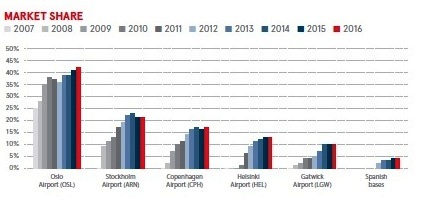 MARKET SHARE
2007 2008 2009 2010 2011 2012 2013 2014 2015 2016
50%
45%
40%
35%
30%
25%
20%
15%
10%
5%
0%
Oslo Airport (OSL)
Stockholm Airport (ARN)
Copenhagen Airport (CPH)
Helsinki Airport (HEL)
Gatwick Airport (LGW)
Spanish bases